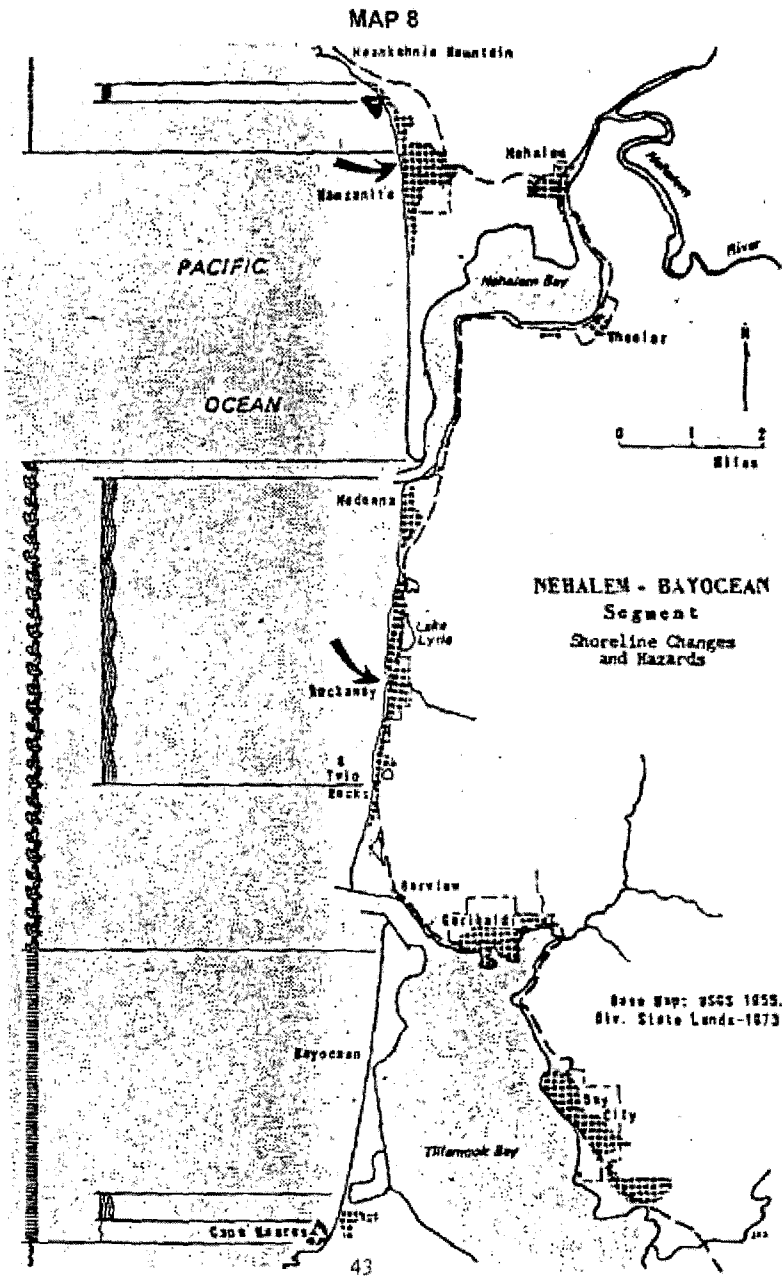 MAP 8
Mountain
Nehalem
Nehalem
River
Manzanita
PACIFIC
Nehalem Bay
Wheeler
N
OCEAN
0 1 2
Miles
Nedonna
NEHALEM - BAYOCEAN
Segment
Shoreline Changes
and Hazards
Lake
Lytle
Rockaway
Twin
Rocks
Barview
Garibaldi
Base Map: USGS 1955,
Div. State Lands-1973
Bayocean
Bay
City
Tillamook Bay
Cape Meares
43